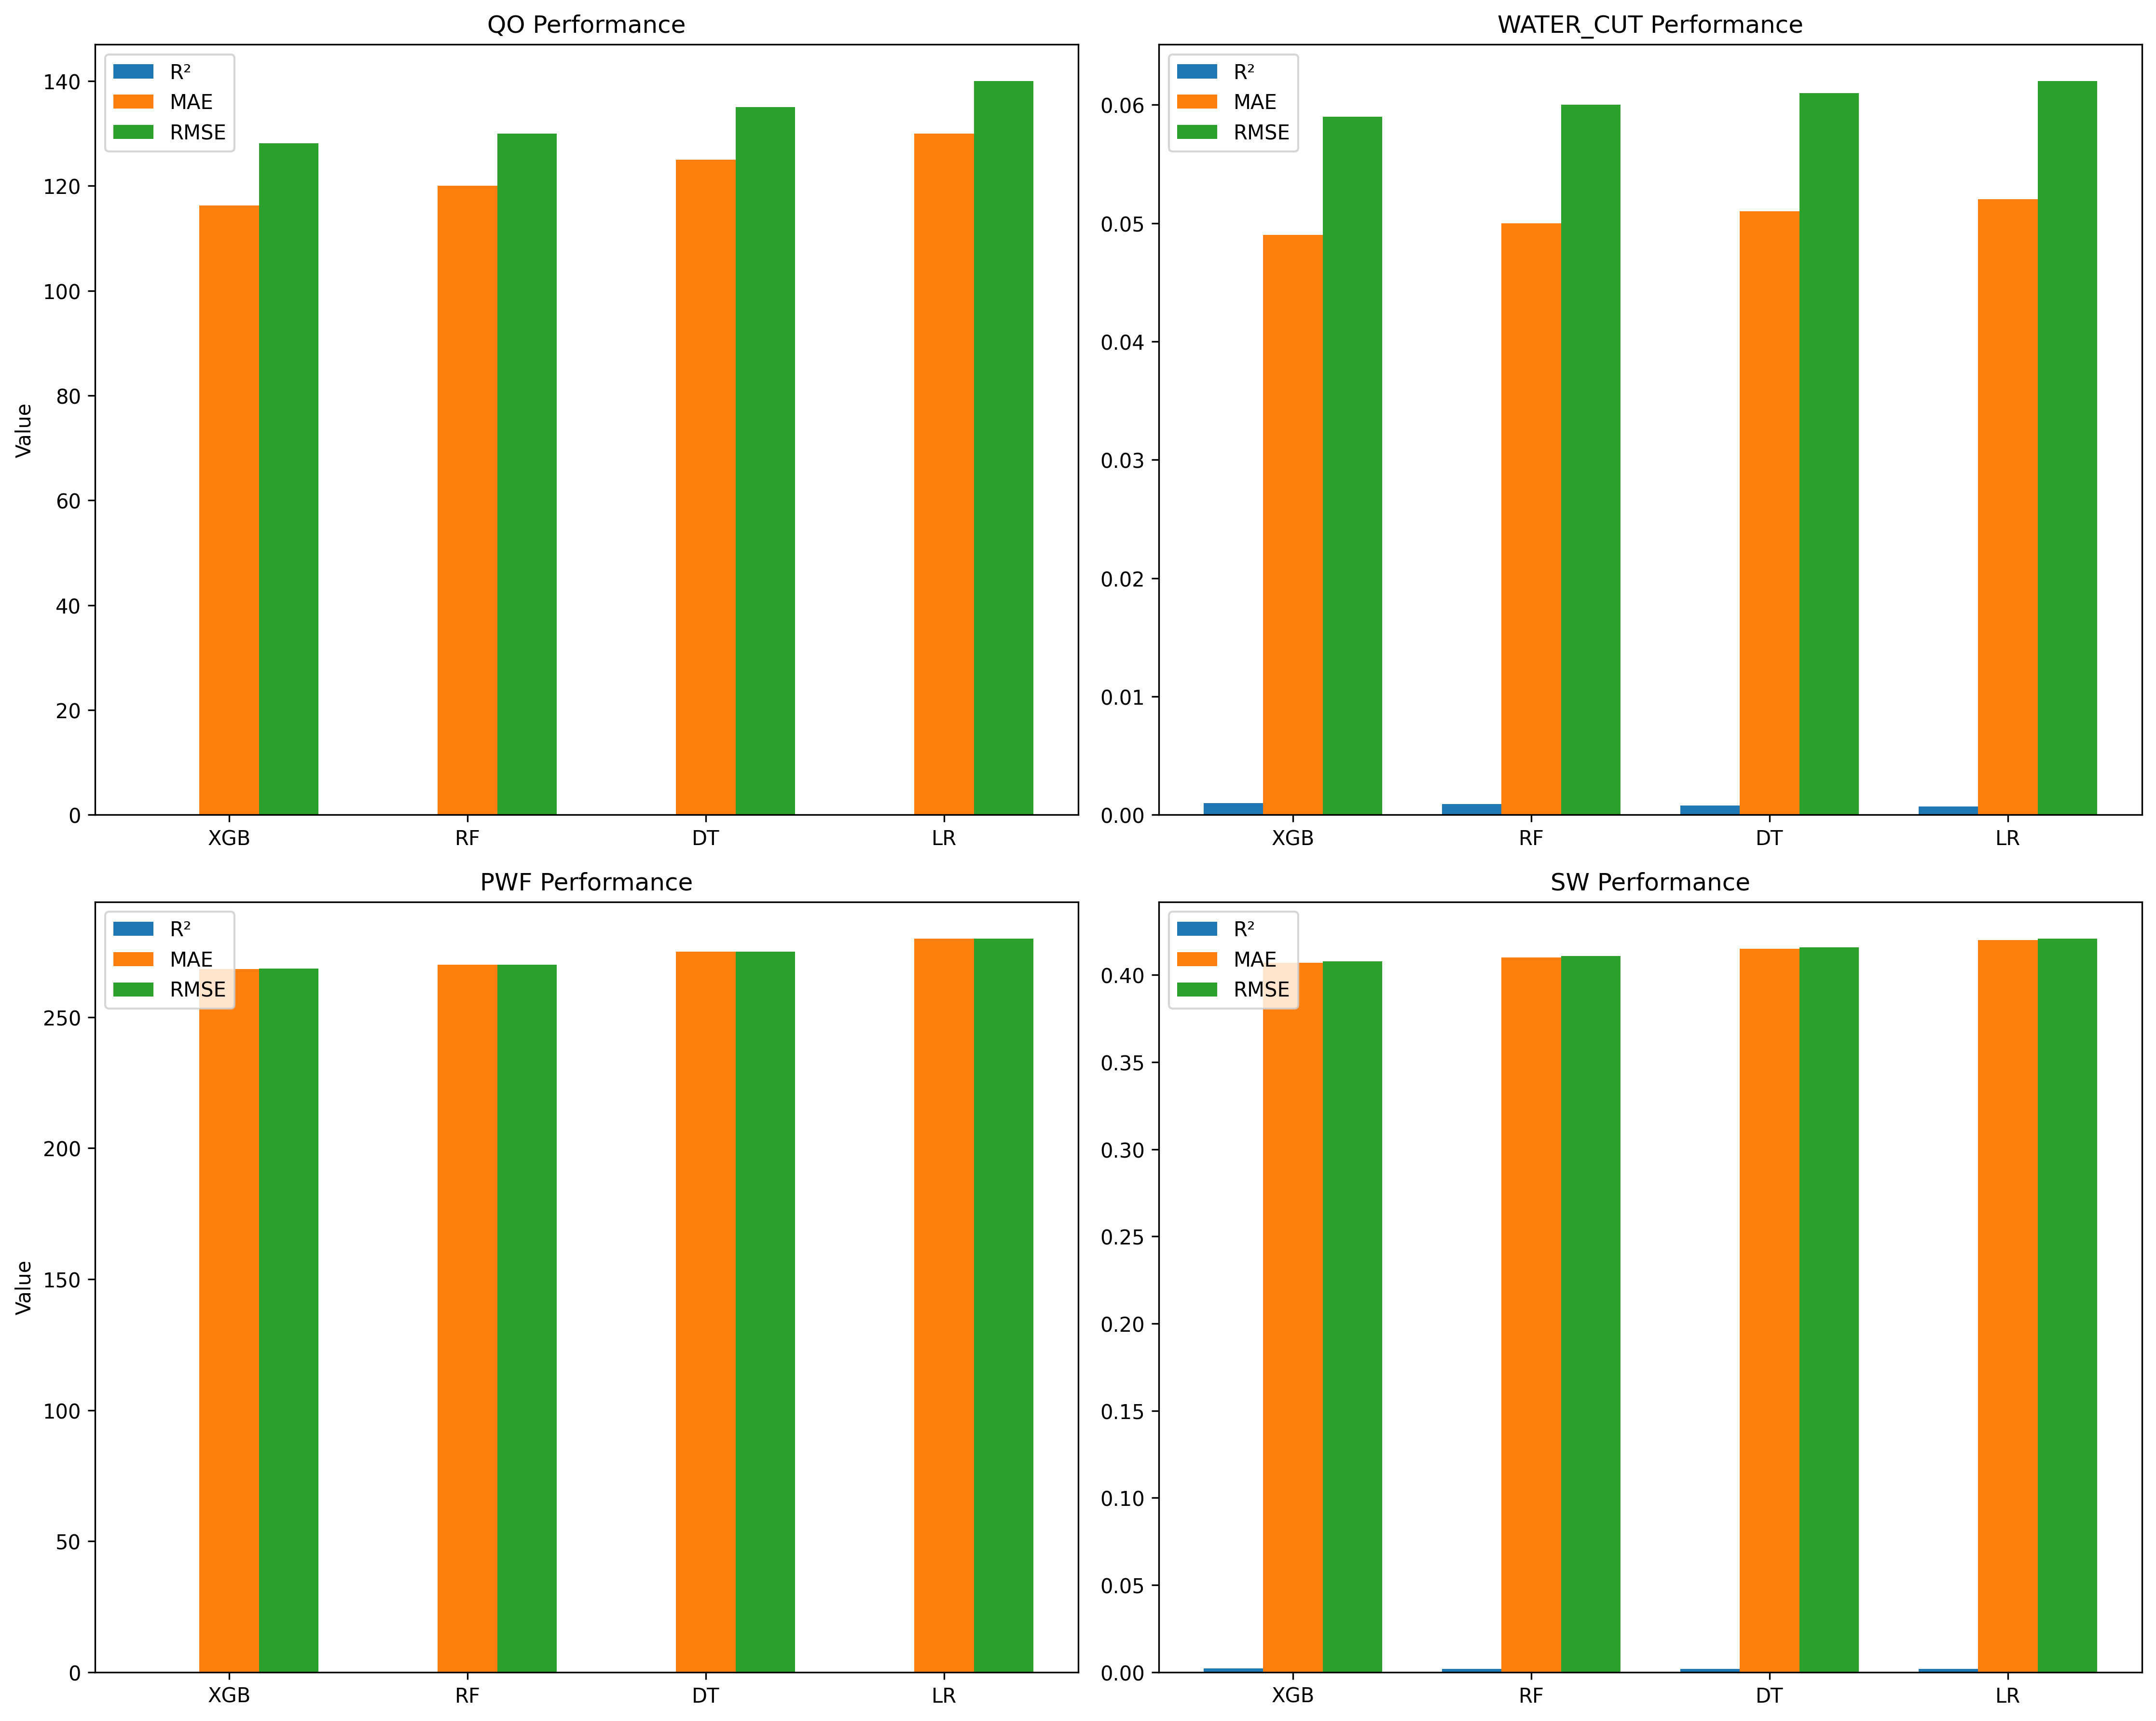 QO Performance
R²
MAE
RMSE
Value
140
120
100
80
60
40
20
0
XGB RF DT LR
WATER_CUT Performance
R²
MAE
RMSE
0.06
0.05
0.04
0.03
0.02
0.01
0.00
XGB RF DT LR
PWF Performance
R²
MAE
RMSE
Value
250
200
150
100
50
0
XGB RF DT LR
SW Performance
R²
MAE
RMSE
0.40
0.35
0.30
0.25
0.20
0.15
0.10
0.05
0.00
XGB RF DT LR